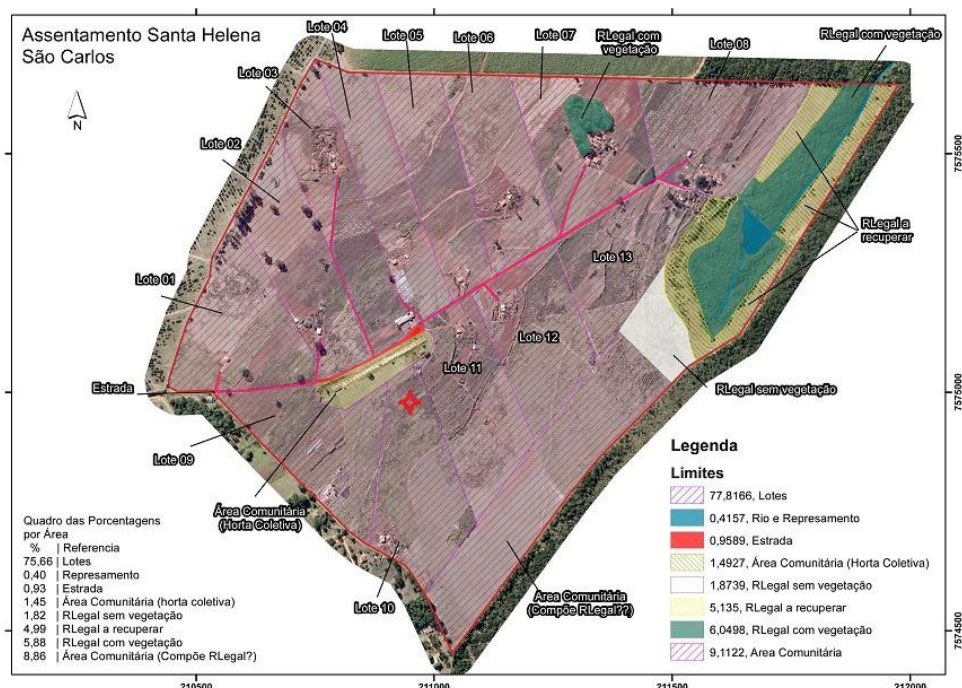 Assentamento Santa Helena
São Carlos
N
Lote 04
Lote 05
Lote 06
Lote 07
RLegal com
vegetação
Lote 08
RLegal com vegetação
Lote 03
Lote 02
Lote 01
RLegal a
recuperar
Lote 13
Lote 12
Lote 11
Estrada
RLegal sem vegetação
Lote 09
Área Comunitária
(Horta Coletiva)
Lote 10
Área Comunitária
(Compõe RLegal??)
7575500
7575000
7574500
210500
211000
211500
212000
Quadro das Porcentagens
por Área
% | Referencia
75,66 | Lotes
0,40 | Represamento
0,93 | Estrada
1,45 | Área Comunitária (horta coletiva)
1,82 | RLegal sem vegetação
4,99 | RLegal a recuperar
5,88 | RLegal com vegetação
8,86 | Área Comunitária (Compõe RLegal?)
Legenda
Limites
77,8166, Lotes
0,4157, Rio e Represamento
0,9589, Estrada
1,4927, Área Comunitária (Horta Coletiva)
1,8739, RLegal sem vegetação
5,135, RLegal a recuperar
6,0498, RLegal com vegetação
9,1122, Area Comunitária